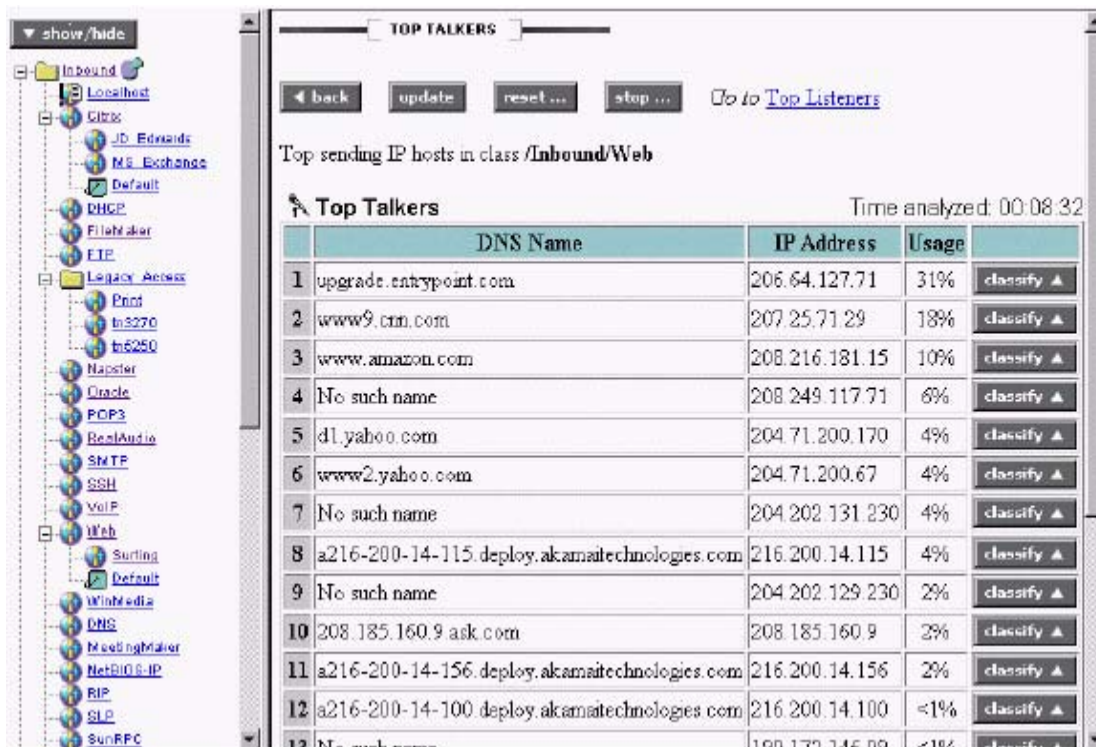 ▼ show/hide
Inbound
Localhost
Citrix
JD_Edwards
MS_Exchange
Default
DHCP
FileMaker
FTP
Legacy_Access
Print
tn3270
tn5250
Napster
Oracle
POP3
RealAudio
SMTP
SSH
VoIP
Web
Surfing
Default
WinMedia
DNS
MeetingMaker
NetBIOS-IP
RIP
SLP
SunRPC
TOP TALKERS
◄ back update reset ... stop ... Go to Top Listeners
Top sending IP hosts in class /Inbound/Web
Top Talkers Time analyzed: 00:08:32
DNS Name IP Address Usage
1 upgrade.entrypoint.com 206.64.127.71 31% classify ▲
2 www9.cnn.com 207.25.71.29 18% classify ▲
3 www.amazon.com 208.216.181.15 10% classify ▲
4 No such name 208.249.117.71 6% classify ▲
5 d1.yahoo.com 204.71.200.170 4% classify ▲
6 www2.yahoo.com 204.71.200.67 4% classify ▲
7 No such name 204.202.131.230 4% classify ▲
8 a216-200-14-115.deploy.akamaitechnologies.com 216.200.14.115 4% classify ▲
9 No such name 204.202.129.230 2% classify ▲
10 208.185.160.9.ask.com 208.185.160.9 2% classify ▲
11 a216-200-14-156.deploy.akamaitechnologies.com 216.200.14.156 2% classify ▲
12 a216-200-14-100.deploy.akamaitechnologies.com 216.200.14.100 <1% classify ▲
13 No such name <1% classify